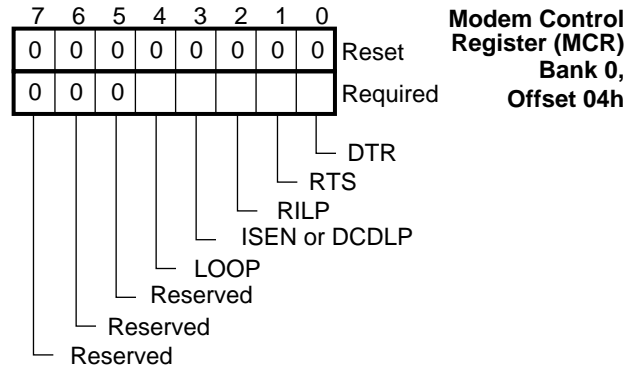 7 6 5 4 3 2 1 0
0 0 0 0 0 0 0 0 Reset
0 0 0 Required
Modem Control
Register (MCR)
Bank 0,
Offset 04h
DTR
RTS
RILP
ISEN or DCDLP
LOOP
Reserved
Reserved
Reserved